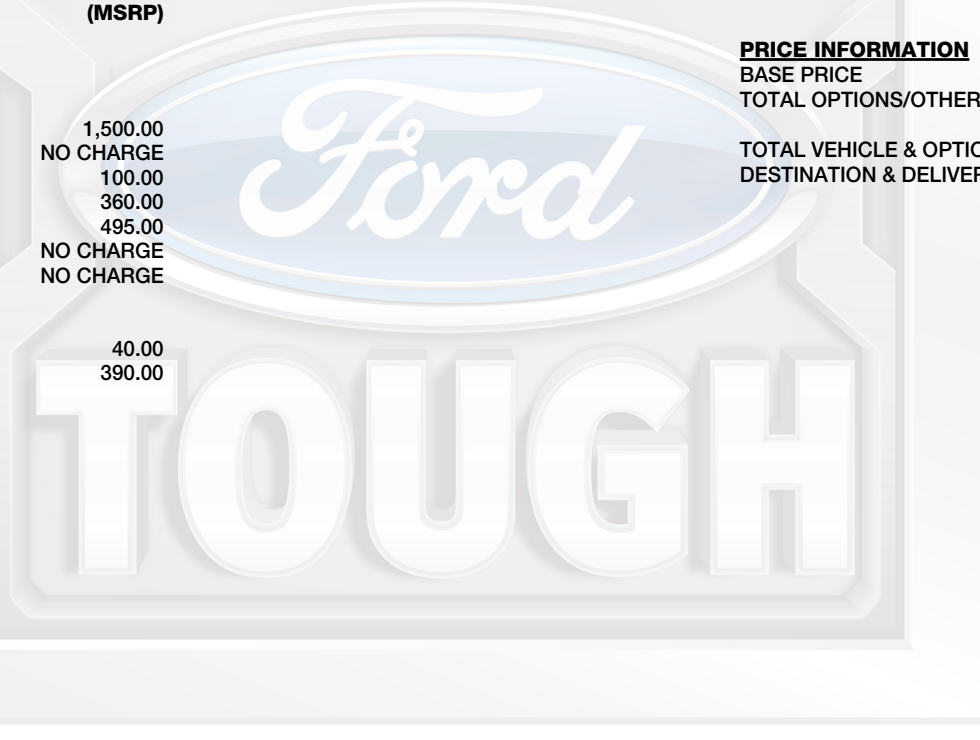 (MSRP)
1,500.00
NO CHARGE
100.00
360.00
495.00
NO CHARGE
NO CHARGE
40.00
390.00
PRICE INFORMATION
BASE PRICE
TOTAL OPTIONS/OTHER
TOTAL VEHICLE & OPTIO
DESTINATION & DELIVER
Ford
TOUGH